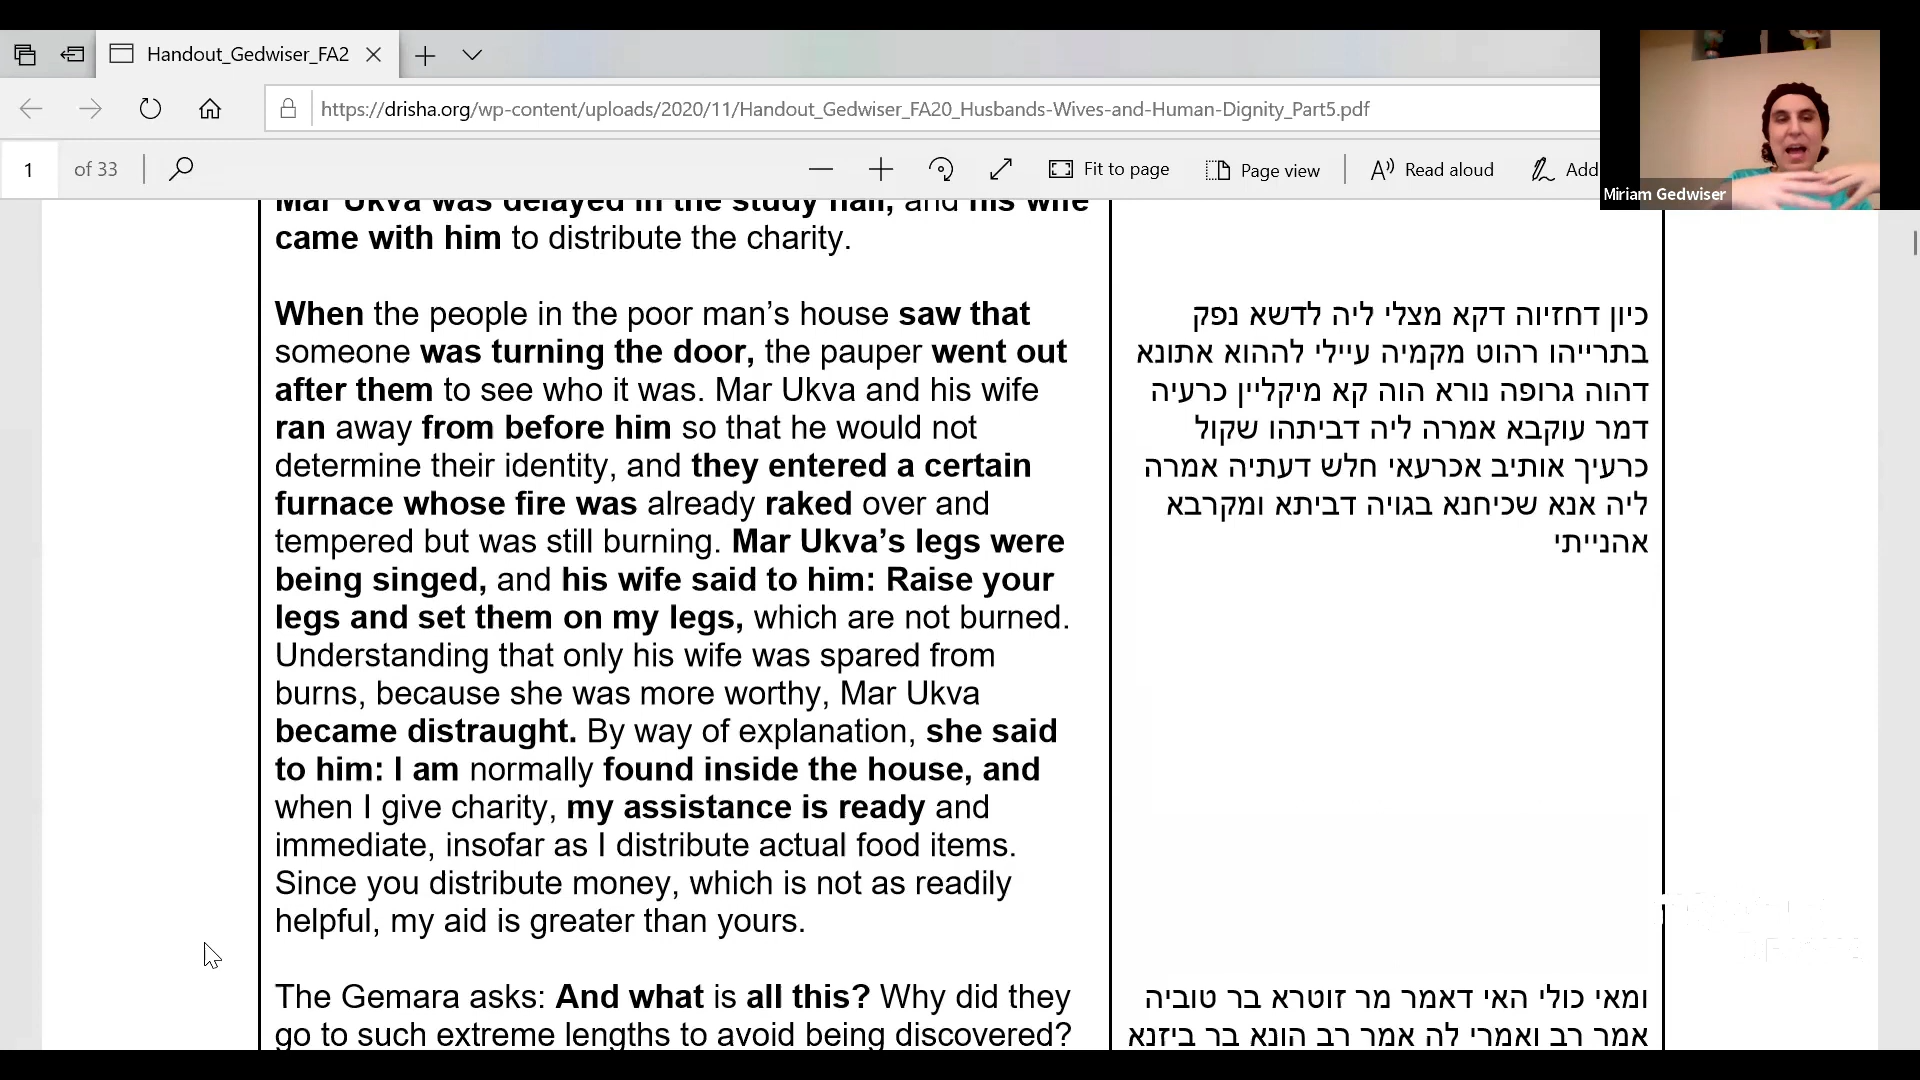 Handout_Gedwiser_FA2
https://drisha.org/wp-content/uploads/2020/11/Handout_Gedwiser_FA20_Husbands-Wives-and-Human-Dignity_Part5.pdf
1 of 33
Fit to page
Page view
Read aloud
Add
Miriam Gedwiser
Mar Ukva was delayed in the study hall, and his wife
came with him to distribute the charity.
When the people in the poor man’s house saw that
someone was turning the door, the pauper went out
after them to see who it was. Mar Ukva and his wife
ran away from before him so that he would not
determine their identity, and they entered a certain
furnace whose fire was already raked over and
tempered but was still burning. Mar Ukva’s legs were
being singed, and his wife said to him: Raise your
legs and set them on my legs, which are not burned.
Understanding that only his wife was spared from
burns, because she was more worthy, Mar Ukva
became distraught. By way of explanation, she said
to him: I am normally found inside the house, and
when I give charity, my assistance is ready and
immediate, insofar as I distribute actual food items.
Since you distribute money, which is not as readily
helpful, my aid is greater than yours.
The Gemara asks: And what is all this? Why did they
go to such extreme lengths to avoid being discovered?
כיון דחזיוה דקא מצלי ליה לדשא נפק
בתרייהו רהוט מקמיה עיילי לההוא אתונא
דהוה גרופה נורא הוה קא מיקליין כרעיה
דמר עוקבא אמרה ליה דביתהו שקול
כרעיך אותיב אכרעאי חלש דעתיה אמרה
ליה אנא שכיחנא בגויה דביתא ומקרבא
אהנייתי
ומאי כולי האי דאמר מר זוטרא בר טוביה
אמר רב ואמרי לה אמר רב הונא בר ביזנא